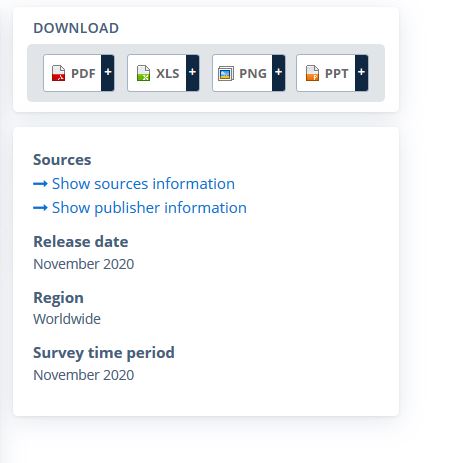 DOWNLOAD
PDF + XLS + PNG + PPT +
Sources
→ Show sources information
→ Show publisher information
Release date
November 2020
Region
Worldwide
Survey time period
November 2020